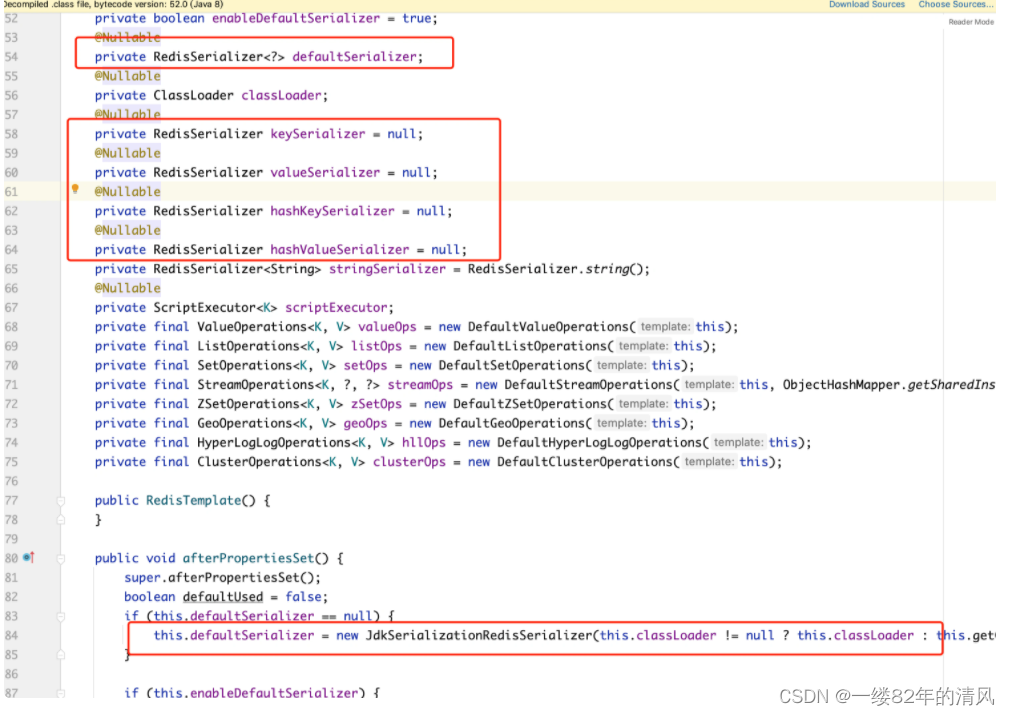 Decompiled .class file, bytecode version: 52.0 (Java 8) Download Sources Choose Sources...
52 private boolean enableDefaultSerializer = true; Reader Mode
53 @Nullable
54 private RedisSerializer<?> defaultSerializer;
55 @Nullable
56 private ClassLoader classLoader;
57 @Nullable
58 private RedisSerializer keySerializer = null;
59 @Nullable
60 private RedisSerializer valueSerializer = null;
61 @Nullable
62 private RedisSerializer hashKeySerializer = null;
63 @Nullable
64 private RedisSerializer hashValueSerializer = null;
65 private RedisSerializer<String> stringSerializer = RedisSerializer.string();
66 @Nullable
67 private ScriptExecutor<K> scriptExecutor;
68 private final ValueOperations<K, V> valueOps = new DefaultValueOperations( template: this);
69 private final ListOperations<K, V> listOps = new DefaultListOperations( template: this);
70 private final SetOperations<K, V> setOps = new DefaultSetOperations( template: this);
71 private final StreamOperations<K, ?, ?> streamOps = new DefaultStreamOperations( template: this, ObjectHashMapper.getSharedIns
72 private final ZSetOperations<K, V> zSetOps = new DefaultZSetOperations( template: this);
73 private final GeoOperations<K, V> geoOps = new DefaultGeoOperations( template: this);
74 private final HyperLogLogOperations<K, V> hllOps = new DefaultHyperLogLogOperations( template: this);
75 private final ClusterOperations<K, V> clusterOps = new DefaultClusterOperations( template: this);
76
77 public RedisTemplate() {
78 }
79
80 public void afterPropertiesSet() {
81 super.afterPropertiesSet();
82 boolean defaultUsed = false;
83 if (this.defaultSerializer == null) {
84 this.defaultSerializer = new JdkSerializationRedisSerializer(this.classLoader != null ? this.classLoader : this.get
85 }
86
87 if (this.enableDefaultSerializer) {
CSDN @一缕82年的清风